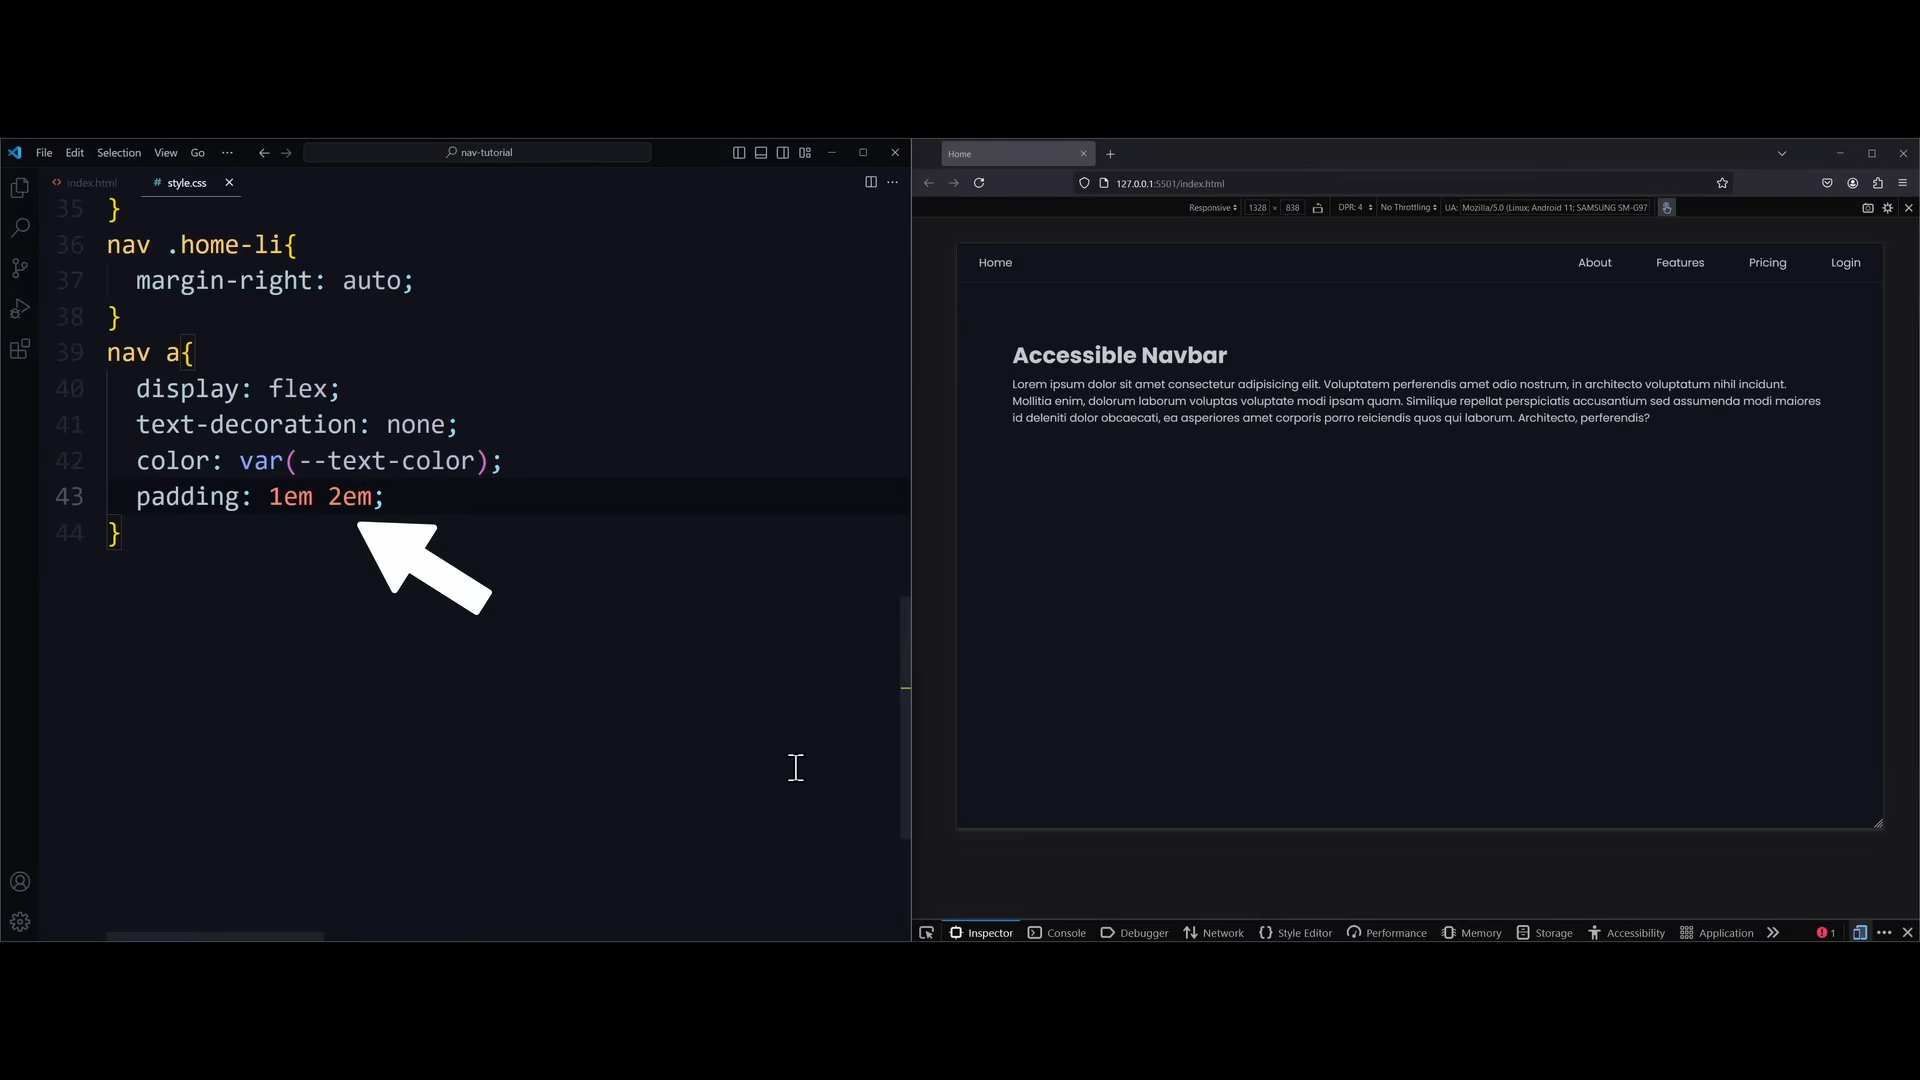 File Edit Selection View Go ··· nav-tutorial
index.html # style.css
35 }
36 nav .home-li{
37 margin-right: auto;
38 }
39 nav a{
40 display: flex;
41 text-decoration: none;
42 color: var(--text-color);
43 padding: 1em 2em;
44 }
Home
127.0.0.1:5501/index.html
Responsive 1328 × 838 DPR: 4 No Throttling UA: Mozilla/5.0 (Linux; Android 11; SAMSUNG SM-G97
Home About Features Pricing Login
Accessible Navbar
Lorem ipsum dolor sit amet consectetur adipisicing elit. Voluptatem perferendis amet odio nostrum, in architecto voluptatum nihil incidunt.
Mollitia enim, dolorum laborum voluptas voluptate modi ipsam quam. Similique repellat perspiciatis accusantium sed assumenda modi maiores
id deleniti dolor obcaecati, ea asperiores amet corporis porro reiciendis quos qui laborum. Architecto, perferendis?
Inspector Console Debugger Network Style Editor Performance Memory Storage Accessibility Application 1